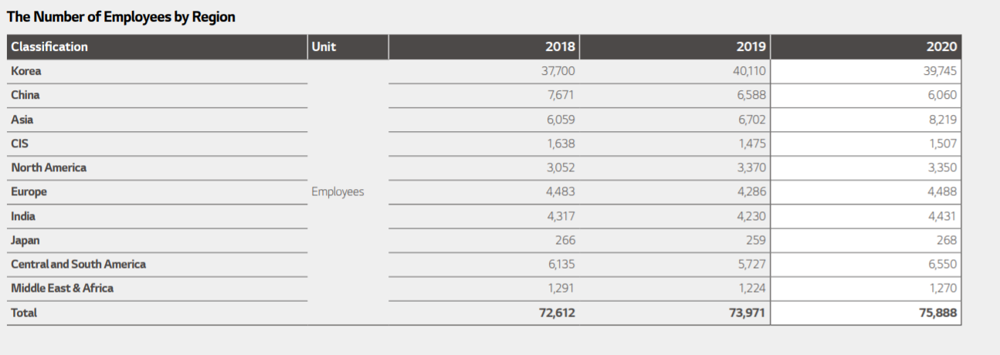 The Number of Employees by Region
Classification Unit 2018 2019 2020
Korea 37,700 40,110 39,745
China 7,671 6,588 6,060
Asia 6,059 6,702 8,219
CIS 1,638 1,475 1,507
North America 3,052 3,370 3,350
Europe Employees 4,483 4,286 4,488
India 4,317 4,230 4,431
Japan 266 259 268
Central and South America 6,135 5,727 6,550
Middle East & Africa 1,291 1,224 1,270
Total 72,612 73,971 75,888